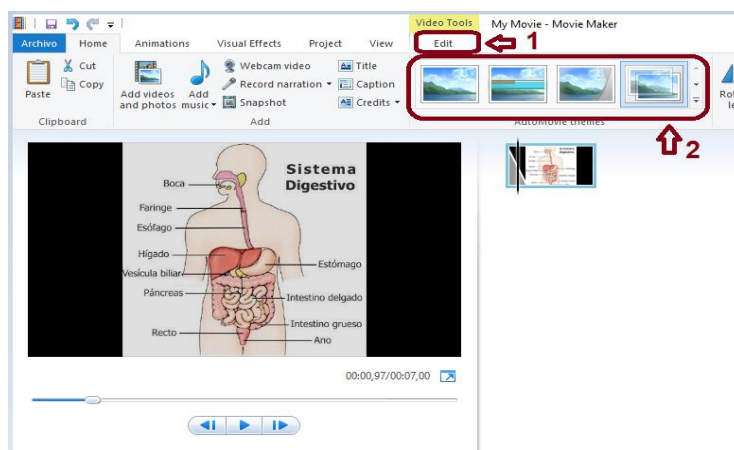 Video Tools
My Movie - Movie Maker
Archivo Home Animations Visual Effects Project View Edit
1
Paste
Cut
Copy
Clipboard
Add videos
and photos
Add
music
Webcam video
Record narration
Snapshot
Title
Caption
Credits
Add
AutoMovie themes
2
Sistema
Digestivo
Boca
Faringe
Esófago
Hígado
Estómago
Vesícula biliar
Páncreas
Intestino delgado
Intestino grueso
Recto
Ano
00:00,97/00:07,00